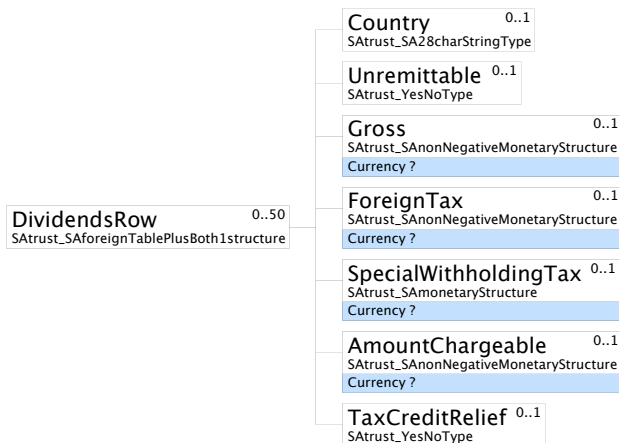 Country 0..1
SAtrust_SA28charStringType
Unremittable 0..1
SAtrust_YesNoType
Gross 0..1
SAtrust_SAnonNegativeMonetaryStructure
Currency ?
DividendsRow 0..50
SAtrust_SAforeignTablePlusBoth1structure
ForeignTax 0..1
SAtrust_SAnonNegativeMonetaryStructure
Currency ?
SpecialWithholdingTax 0..1
SAtrust_SAmonetaryStructure
Currency ?
AmountChargeable 0..1
SAtrust_SAnonNegativeMonetaryStructure
Currency ?
TaxCreditRelief 0..1
SAtrust_YesNoType